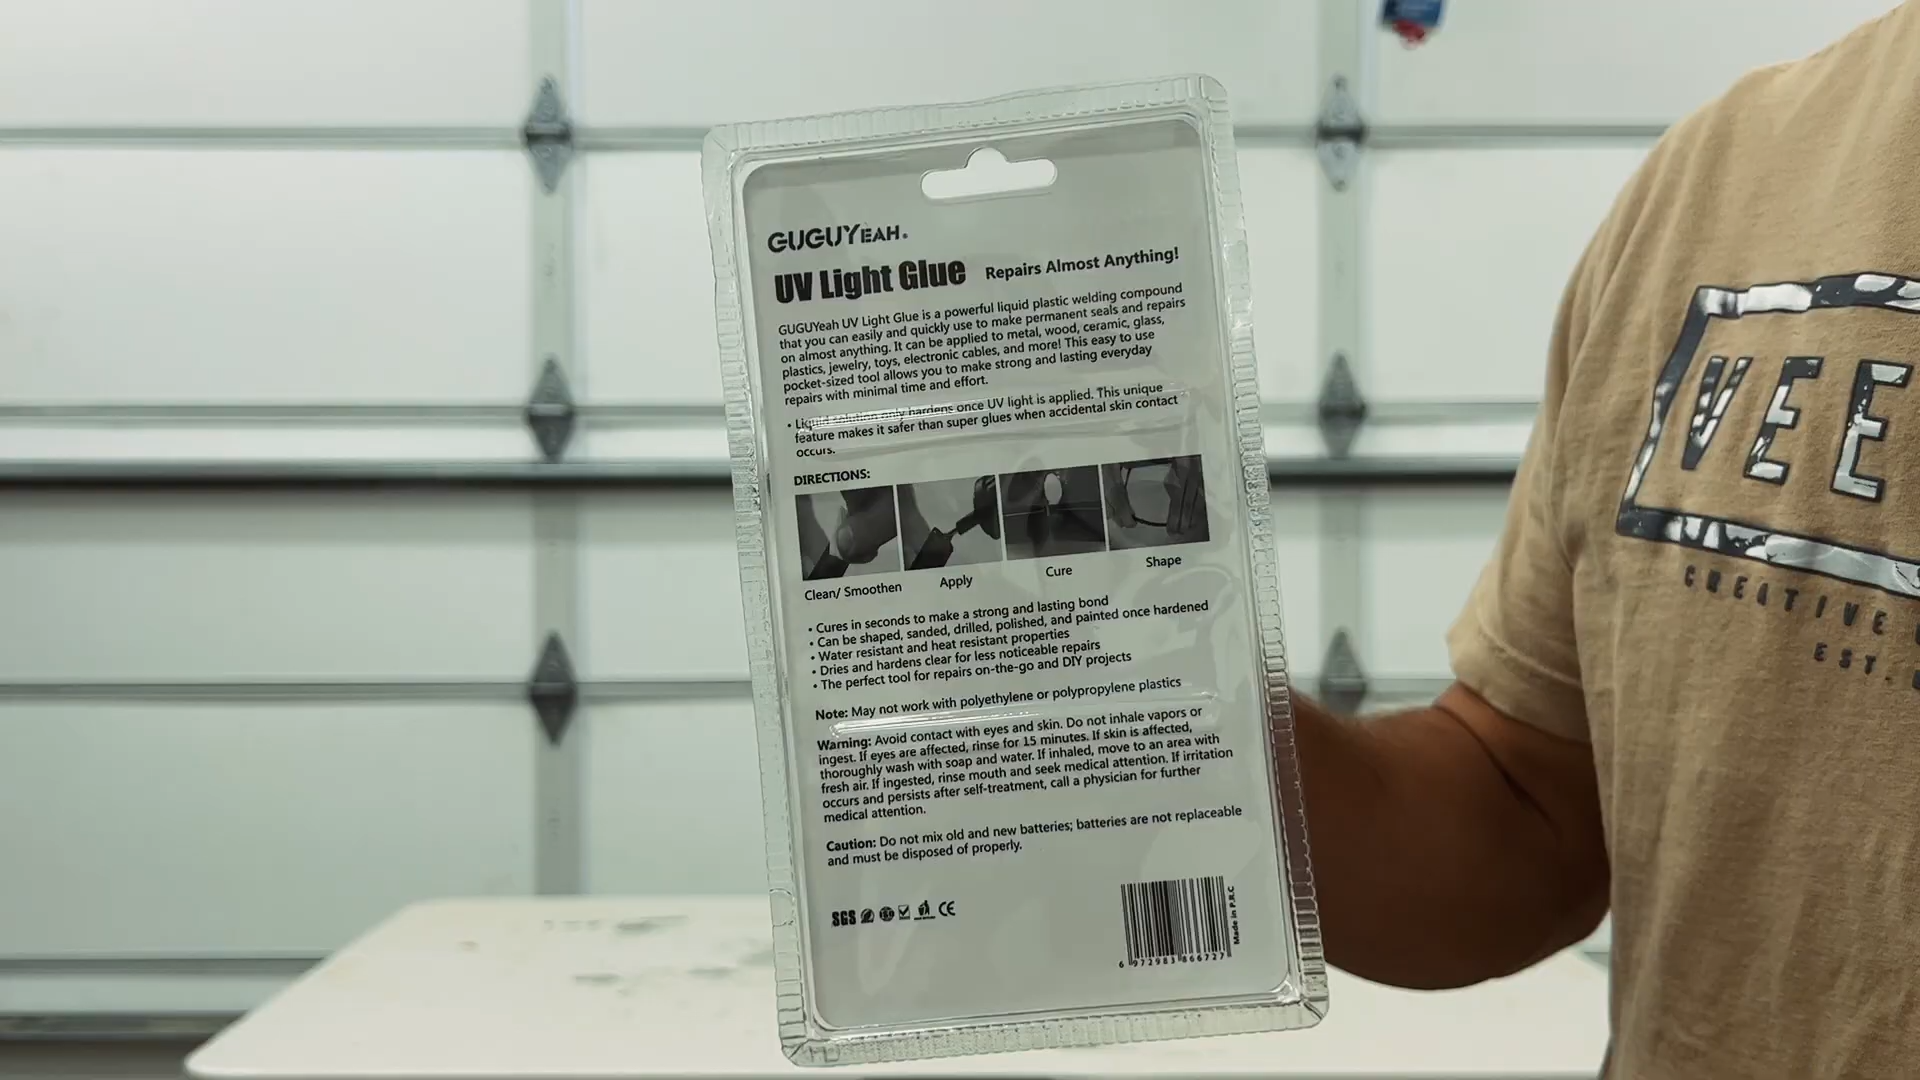 GUGUYEAH®
UV Light Glue Repairs Almost Anything!
GUGUYeah UV Light Glue is a powerful liquid plastic welding compound
that you can easily and quickly use to make permanent seals and repairs
on almost anything. It can be applied to metal, wood, ceramic, glass,
plastics, jewelry, toys, electronic cables, and more! This easy to use
pocket-sized tool allows you to make strong and lasting everyday
repairs with minimal time and effort.
• Liquid solution only hardens once UV light is applied. This unique
feature makes it safer than super glues when accidental skin contact
occurs.
DIRECTIONS:
Clean/ Smoothen Apply Cure Shape
• Cures in seconds to make a strong and lasting bond
• Can be shaped, sanded, drilled, polished, and painted once hardened
• Water resistant and heat resistant properties
• Dries and hardens clear for less noticeable repairs
• The perfect tool for repairs on-the-go and DIY projects
Note: May not work with polyethylene or polypropylene plastics
Warning: Avoid contact with eyes and skin. Do not inhale vapors or
ingest. If eyes are affected, rinse for 15 minutes. If skin is affected,
thoroughly wash with soap and water. If inhaled, move to an area with
fresh air. If ingested, rinse mouth and seek medical attention. If irritation
occurs and persists after self-treatment, call a physician for further
medical attention.
Caution: Do not mix old and new batteries; batteries are not replaceable
and must be disposed of properly.
SGS CE
6 972983 866727
Made in P.R.C
VEE
CREATIVE
EST.